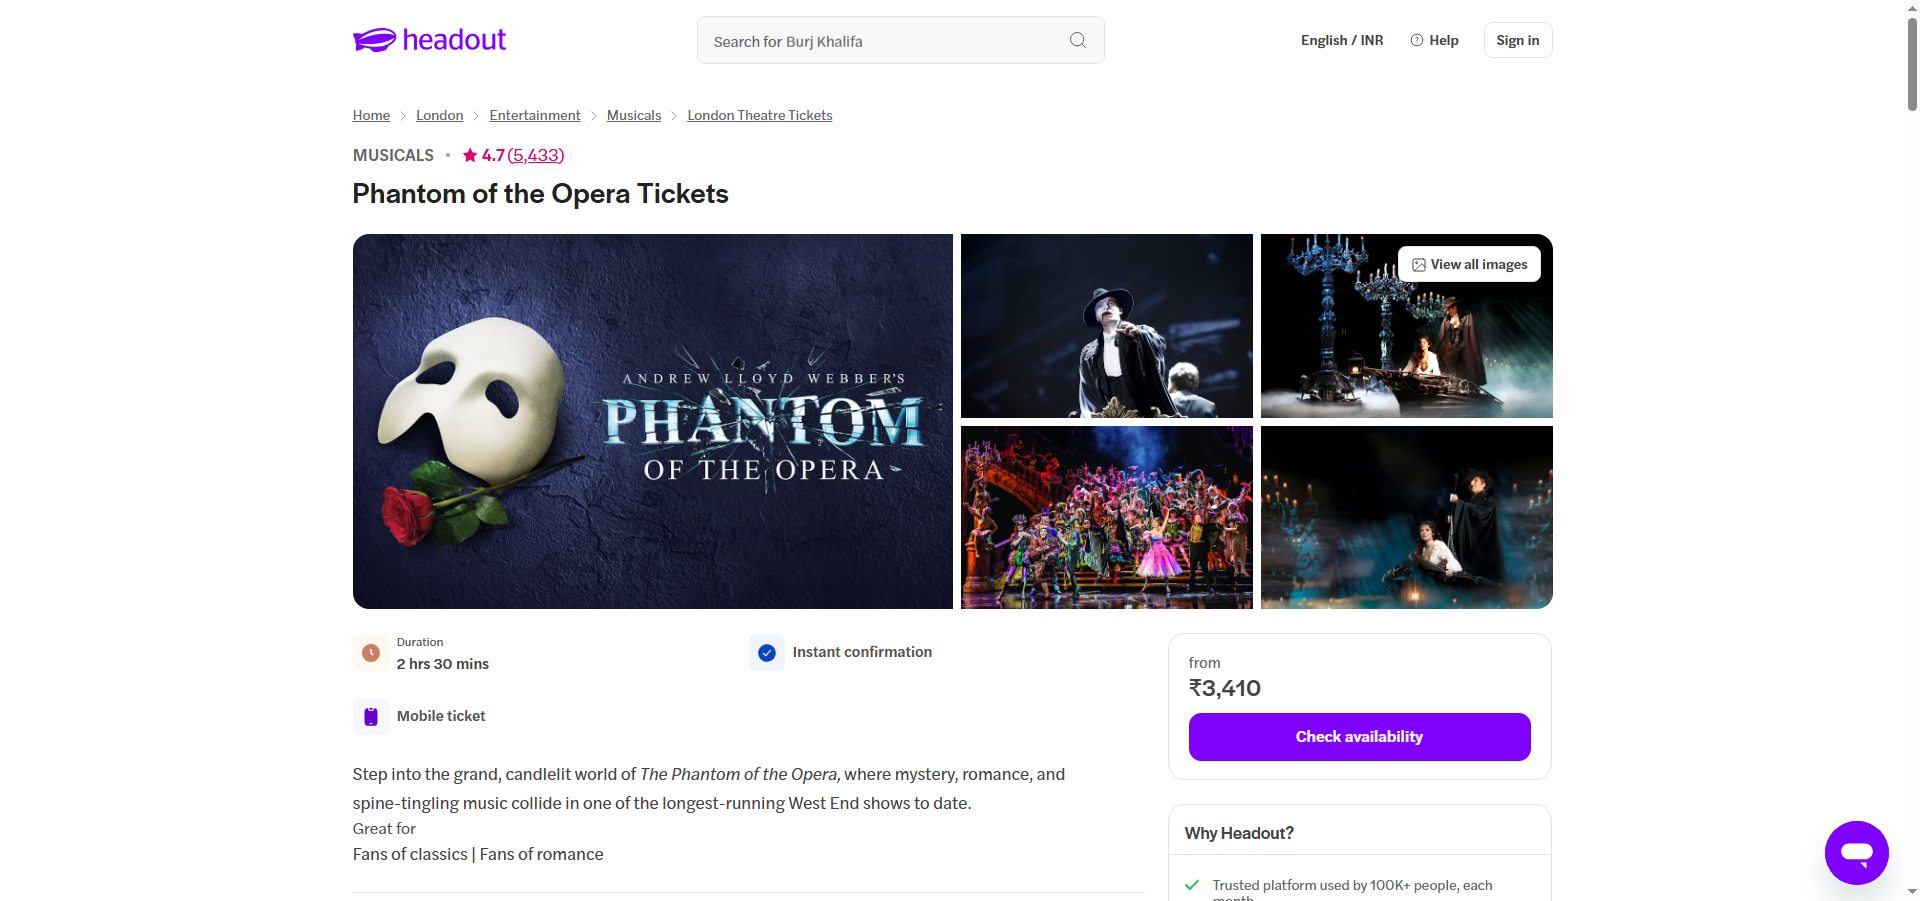 headout
Search for Burj Khalifa
English / INR
Help
Sign in
Home
London
Entertainment
Musicals
London Theatre Tickets
MUSICALS • 4.7 (5,433)
Phantom of the Opera Tickets
View all images
ANDREW LLOYD WEBBER'S
PHANTOM
OF THE OPERA
Duration
2 hrs 30 mins
Instant confirmation
Mobile ticket
from
₹3,410
Check availability
Step into the grand, candlelit world of The Phantom of the Opera, where mystery, romance, and
spine-tingling music collide in one of the longest-running West End shows to date.
Great for
Fans of classics | Fans of romance
Why Headout?
Trusted platform used by 100K+ people, each
month